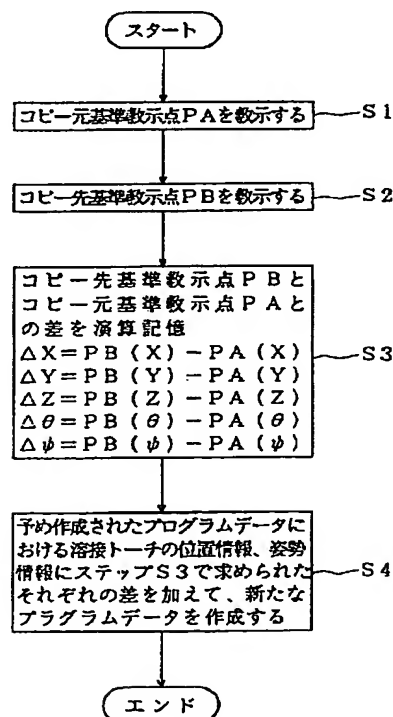 スタート
コピー元基準教示点PAを教示する
S1
コピー先基準教示点PBを教示する
S2
コピー先基準教示点PBと
コピー元基準教示点PAと
の差を演算記憶
ΔX=PB(X)-PA(X)
ΔY=PB(Y)-PA(Y)
ΔZ=PB(Z)-PA(Z)
Δθ=PB(θ)-PA(θ)
Δψ=PB(ψ)-PA(ψ)
S3
予め作成されたプログラムデータに
おける溶接トーチの位置情報、姿勢
情報にステップS3で求められた
それぞれの差を加えて、新たな
プラグラムデータを作成する
S4
エンド